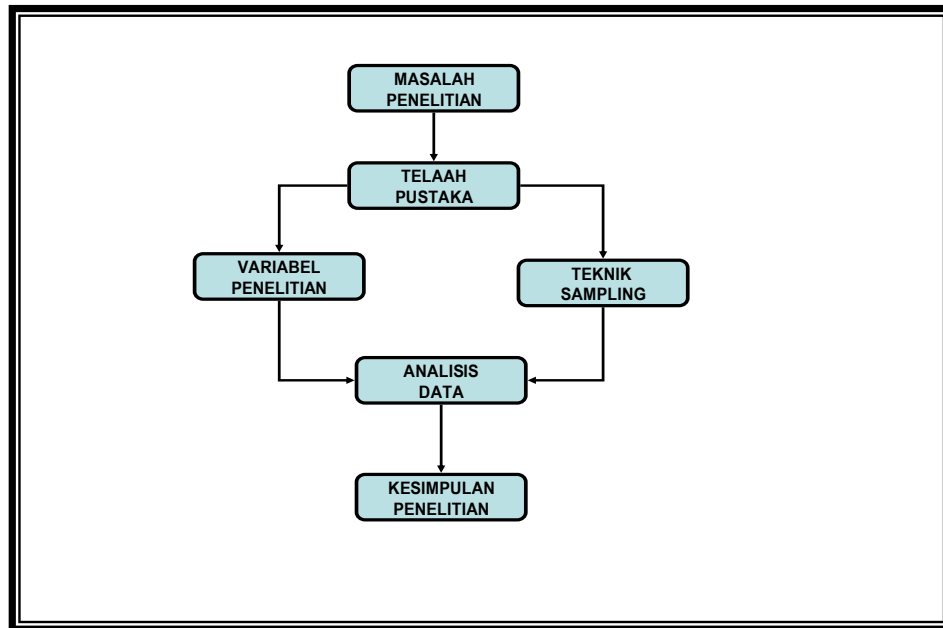 MASALAH
PENELITIAN
TELAAH
PUSTAKA
VARIABEL
PENELITIAN
TEKNIK
SAMPLING
ANALISIS
DATA
KESIMPULAN
PENELITIAN